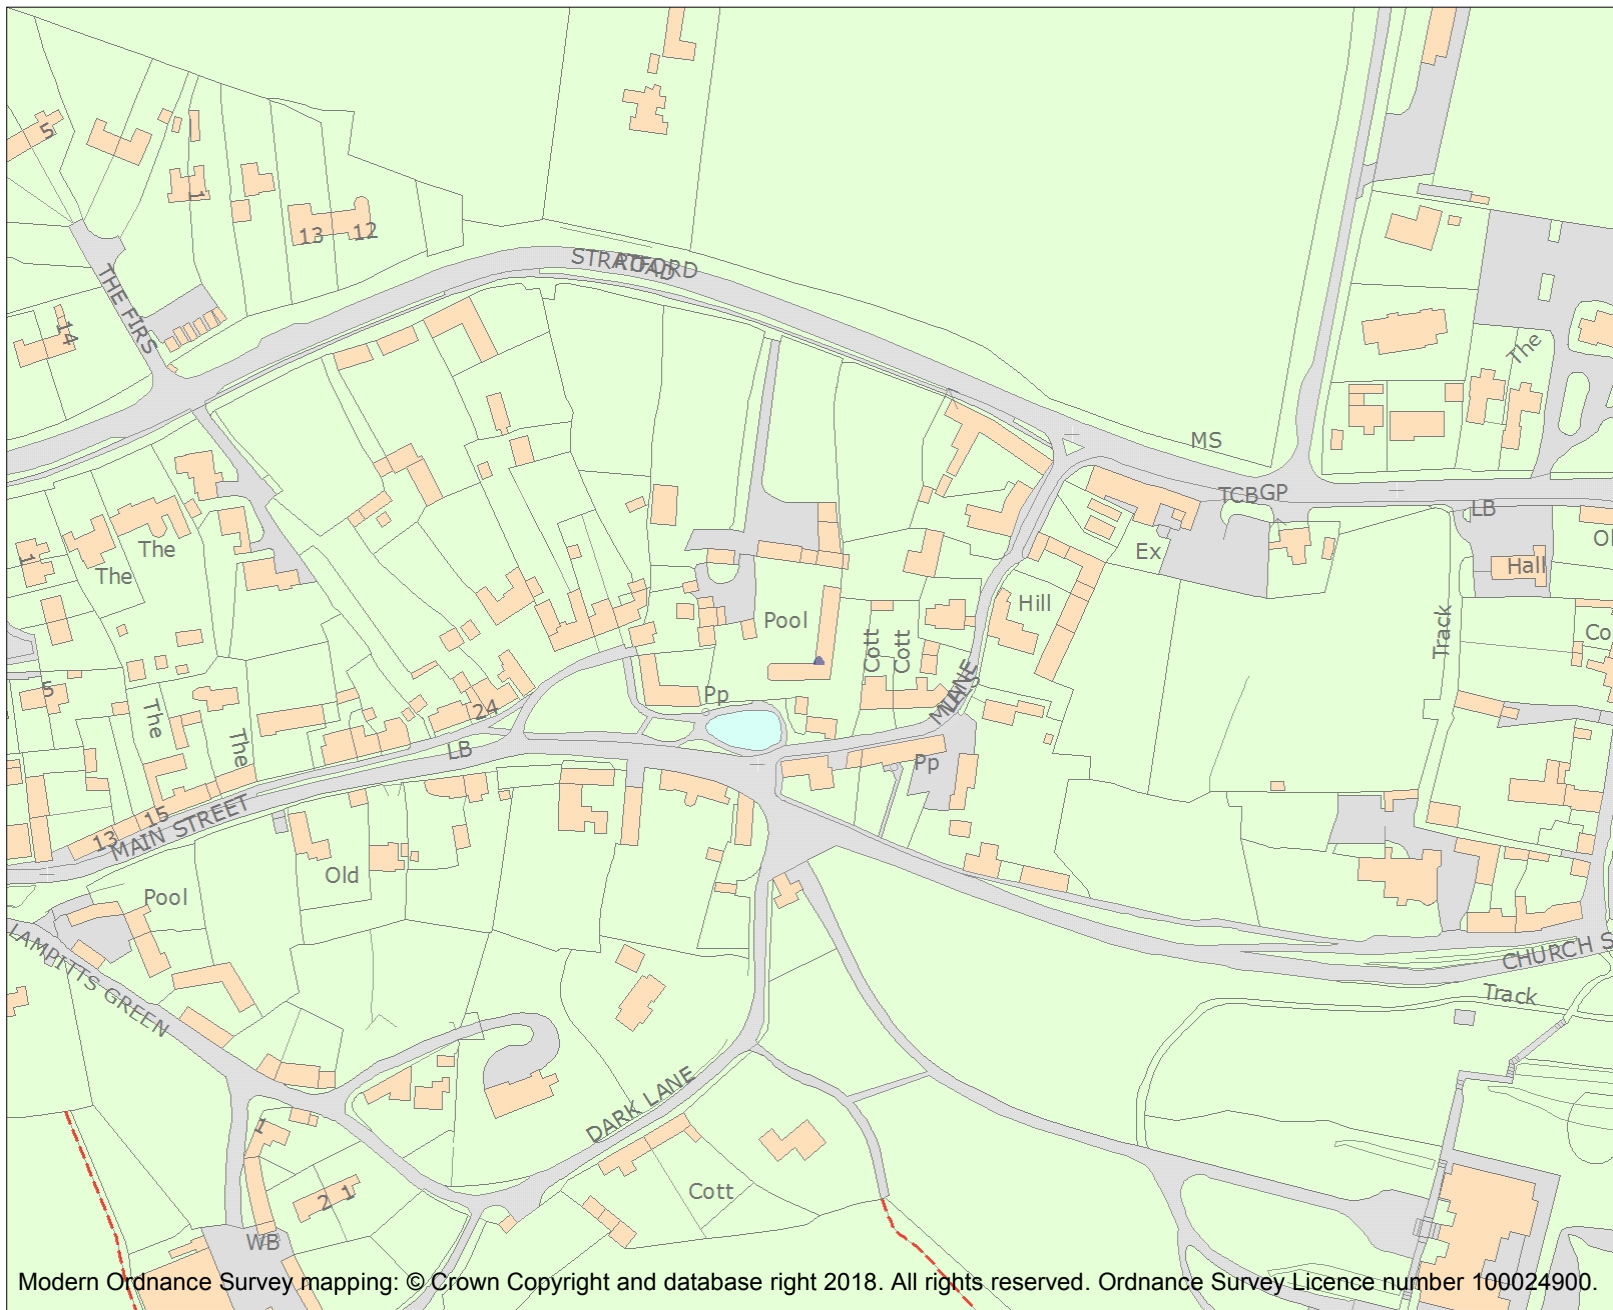 5
1
13
12
STRATFORD
ROAD
THE FIRS
14
The
MS
TCB
GP
LB
Ol
Ex
Hall
1
The
The
Hill
Pool
Cott
Cott
Track
Co
5
The
The
24
Pp
LB
LANE
Pp
13
15
MAIN STREET
Old
Pool
LAMPITTS GREEN
CHURCH S
Track
DARK LANE
1
2
1
Cott
WB
Modern Ordnance Survey mapping: © Crown Copyright and database right 2018. All rights reserved. Ordnance Survey Licence number 100024900.